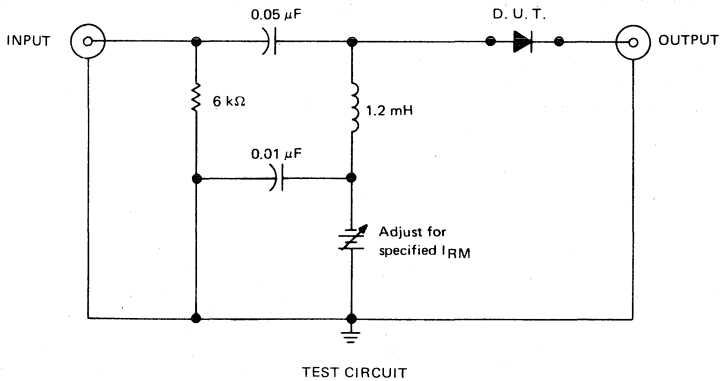 0.05 μF
D. U. T.
INPUT
OUTPUT
6 kΩ
1.2 mH
0.01 μF
Adjust for
specified IRM
TEST CIRCUIT